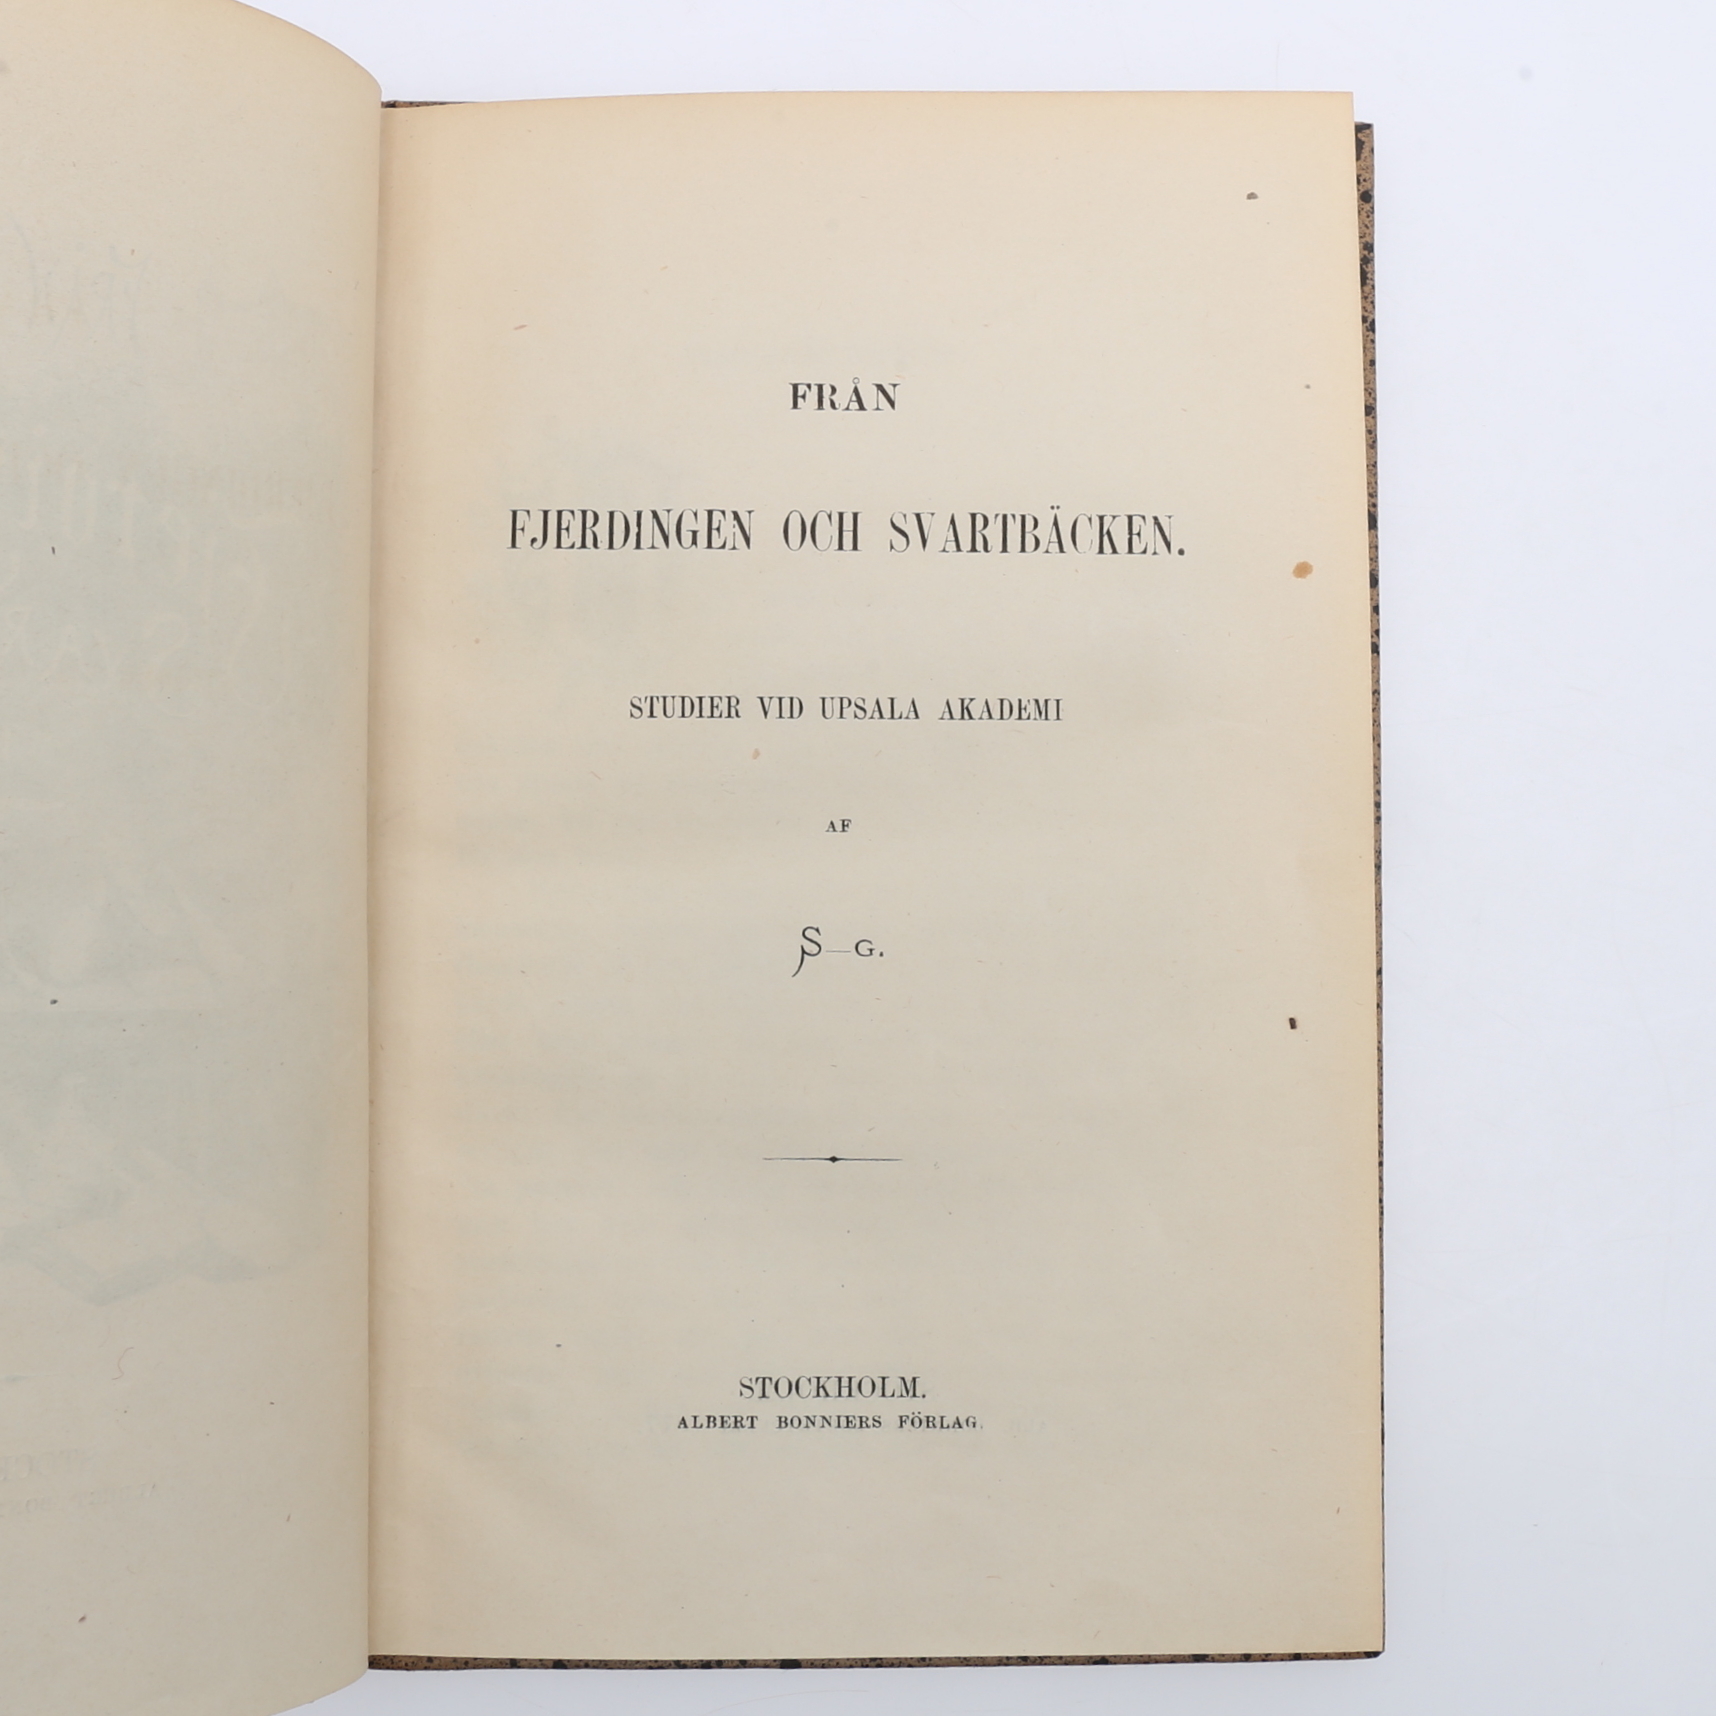 FRÅN
FJERDINGEN OCH SVARTBÄCKEN.
STUDIER VID UPSALA AKADEMI
AF
S—G.
STOCKHOLM.
ALBERT BONNIERS FÖRLAG.